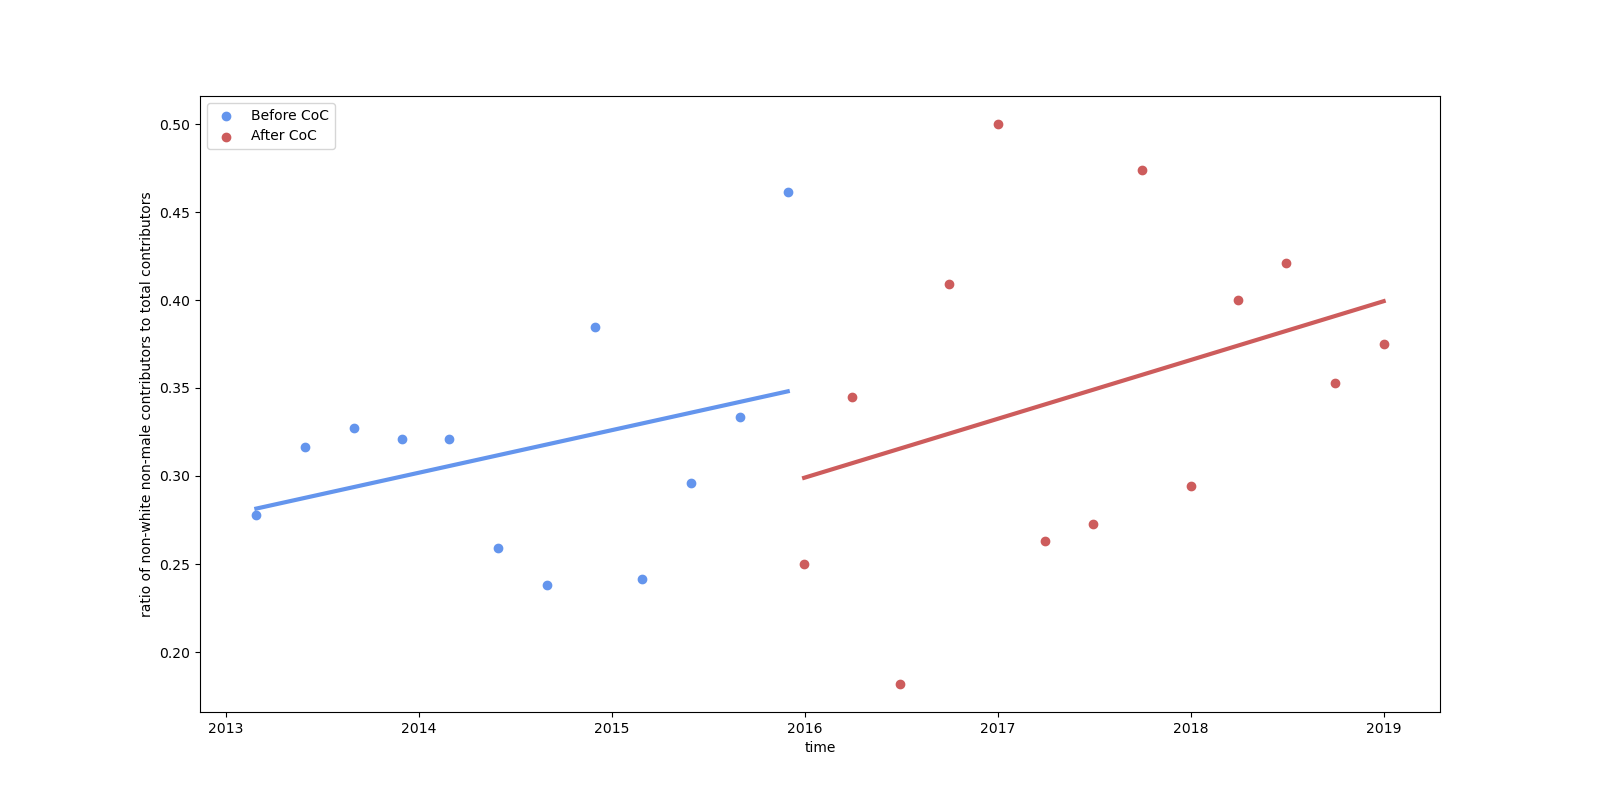 Before CoC
After CoC
ratio of non-white non-male contributors to total contributors
0.50
0.45
0.40
0.35
0.30
0.25
0.20
2013 2014 2015 2016 2017 2018 2019
time